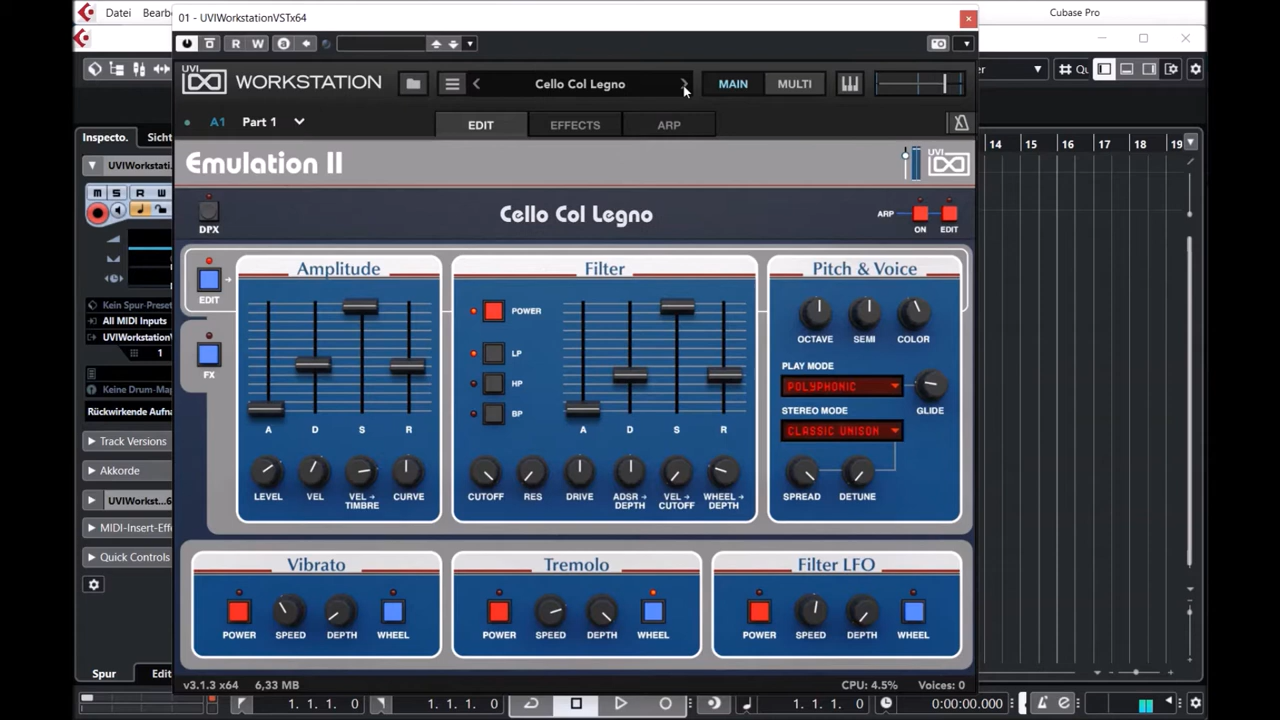 Datei Bearb
01 - UVIWorkstationVSTx64
Cubase Pro
R W
UVI WORKSTATION
Cello Col Legno
MAIN MULTI
A1 Part 1
EDIT EFFECTS ARP
Emulation II
UVI
DPX
Cello Col Legno
ARP
ON EDIT
EDIT
FX
Amplitude
A D S R
LEVEL VEL VEL→ TIMBRE CURVE
Filter
POWER
LP
HP
BP
A D S R
CUTOFF RES DRIVE ADSR→ DEPTH VEL→ CUTOFF WHEEL→ DEPTH
Pitch & Voice
OCTAVE SEMI COLOR
PLAY MODE
POLYPHONIC
GLIDE
STEREO MODE
CLASSIC UNISON
SPREAD DETUNE
Vibrato
POWER SPEED DEPTH WHEEL
Tremolo
POWER SPEED DEPTH WHEEL
Filter LFO
POWER SPEED DEPTH WHEEL
v3.1.3 x64 6,33 MB
CPU: 4.5% Voices: 0
Inspecto. Sicht
UVIWorkstati
m S R W
Kein Spur-Preset
All MIDI Inputs
UVIWorkstationV
1
Keine Drum-Map
Rückwirkende Aufna
Track Versions
Akkorde
UVIWorkst...6
MIDI-Insert-Effe
Quick Controls
Spur Edit
er
Qu
14 15 16 17 18 19
1. 1. 1. 0
1. 1. 1. 0
1. 1. 1. 0
0:00:00.000